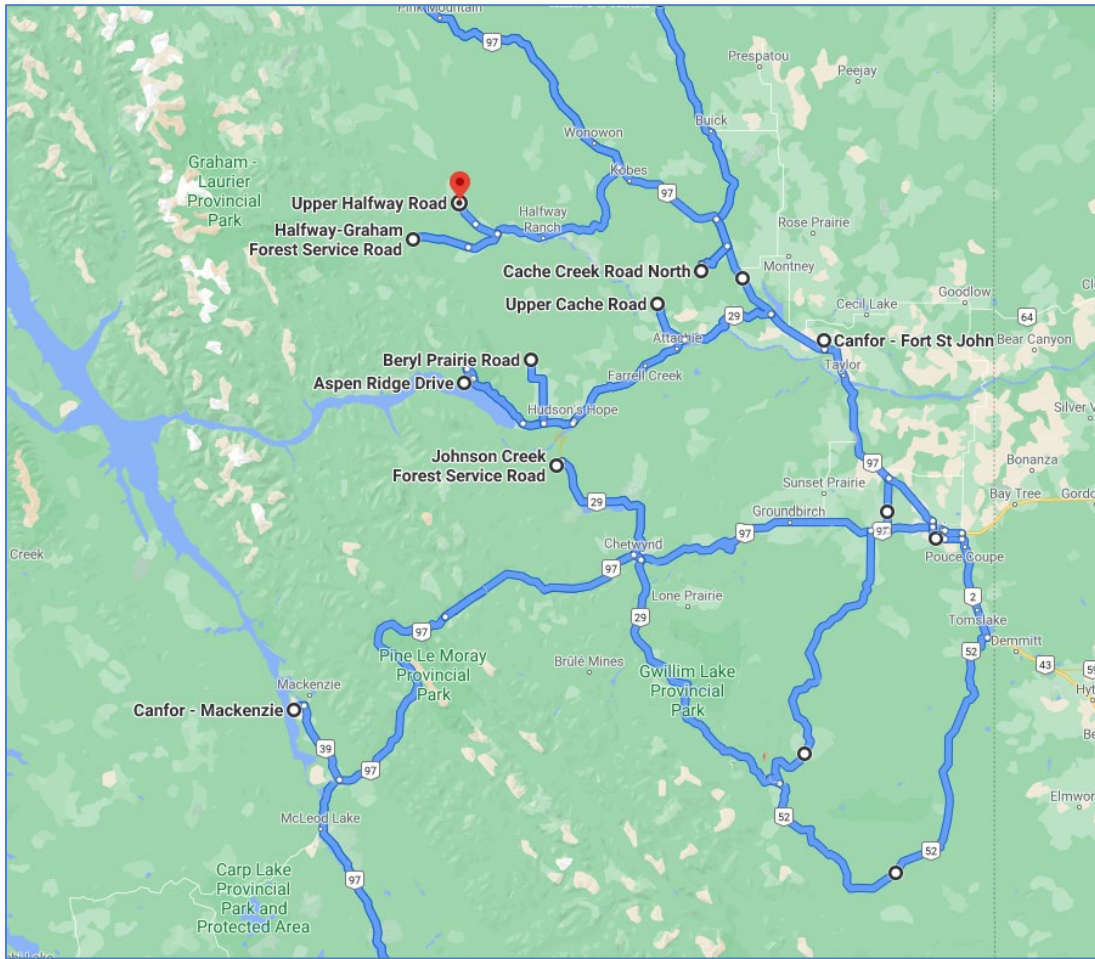 Pink Mountain
97
Prespatou
Peejay
Buick
Wonowon
Kobes
97
Graham -
Laurier
Provincial
Park
Upper Halfway Road
Halfway
Ranch
Halfway-Graham
Forest Service Road
Rose Prairie
Montney
Cache Creek Road North
Upper Cache Road
Goodlow
Cecil Lake
64
29
Attachie
Canfor - Fort St John
Bear Canyon
Taylor
Beryl Prairie Road
Aspen Ridge Drive
Farrell Creek
Hudson's Hope
Johnson Creek
Forest Service Road
97
Bonanza
Sunset Prairie
Bay Tree
29
Groundbirch
97
97
Creek
Chetwynd
97
Pouce Coupe
Lone Prairie
2
29
Tomslake
97
Demmitt
52
43
Pine Le Moray
Provincial
Park
Brûlé Mines
Gwillim Lake
Provincial
Park
Mackenzie
Canfor - Mackenzie
39
97
McLeod Lake
52
52
97
Carp Lake
Provincial
Park and
Protected Area